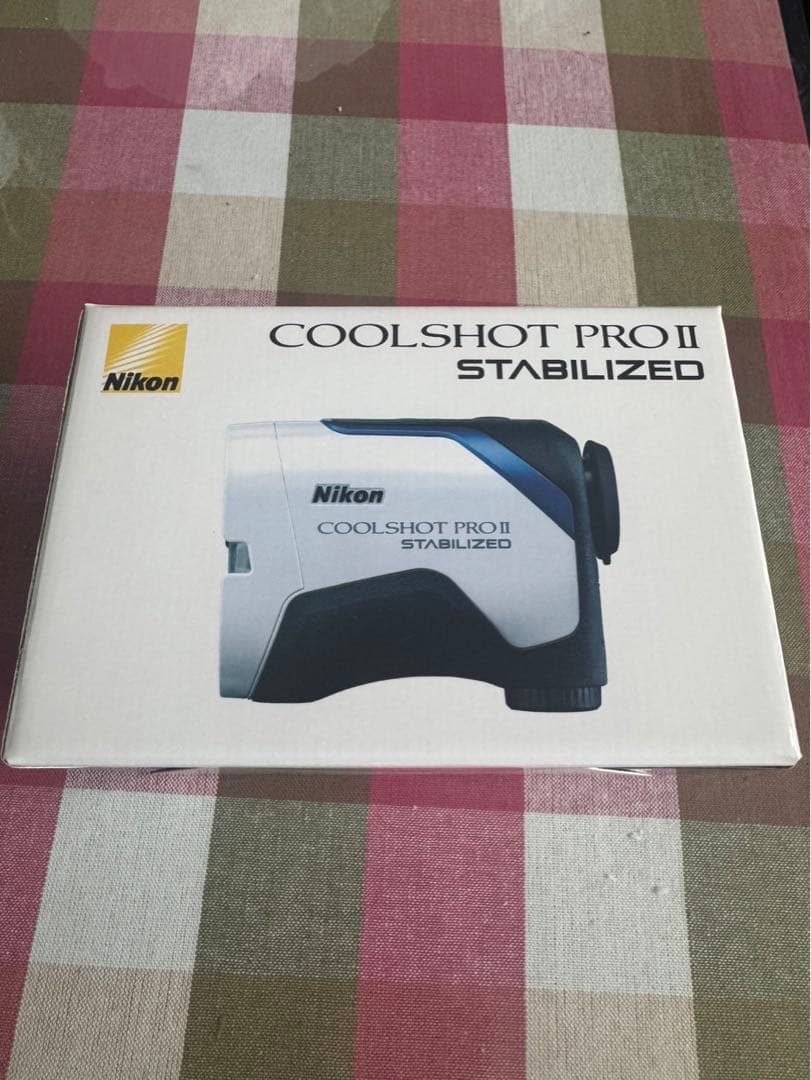 Nikon
COOLSHOT PRO II
STABILIZED
Nikon
COOLSHOT PRO II
STABILIZED